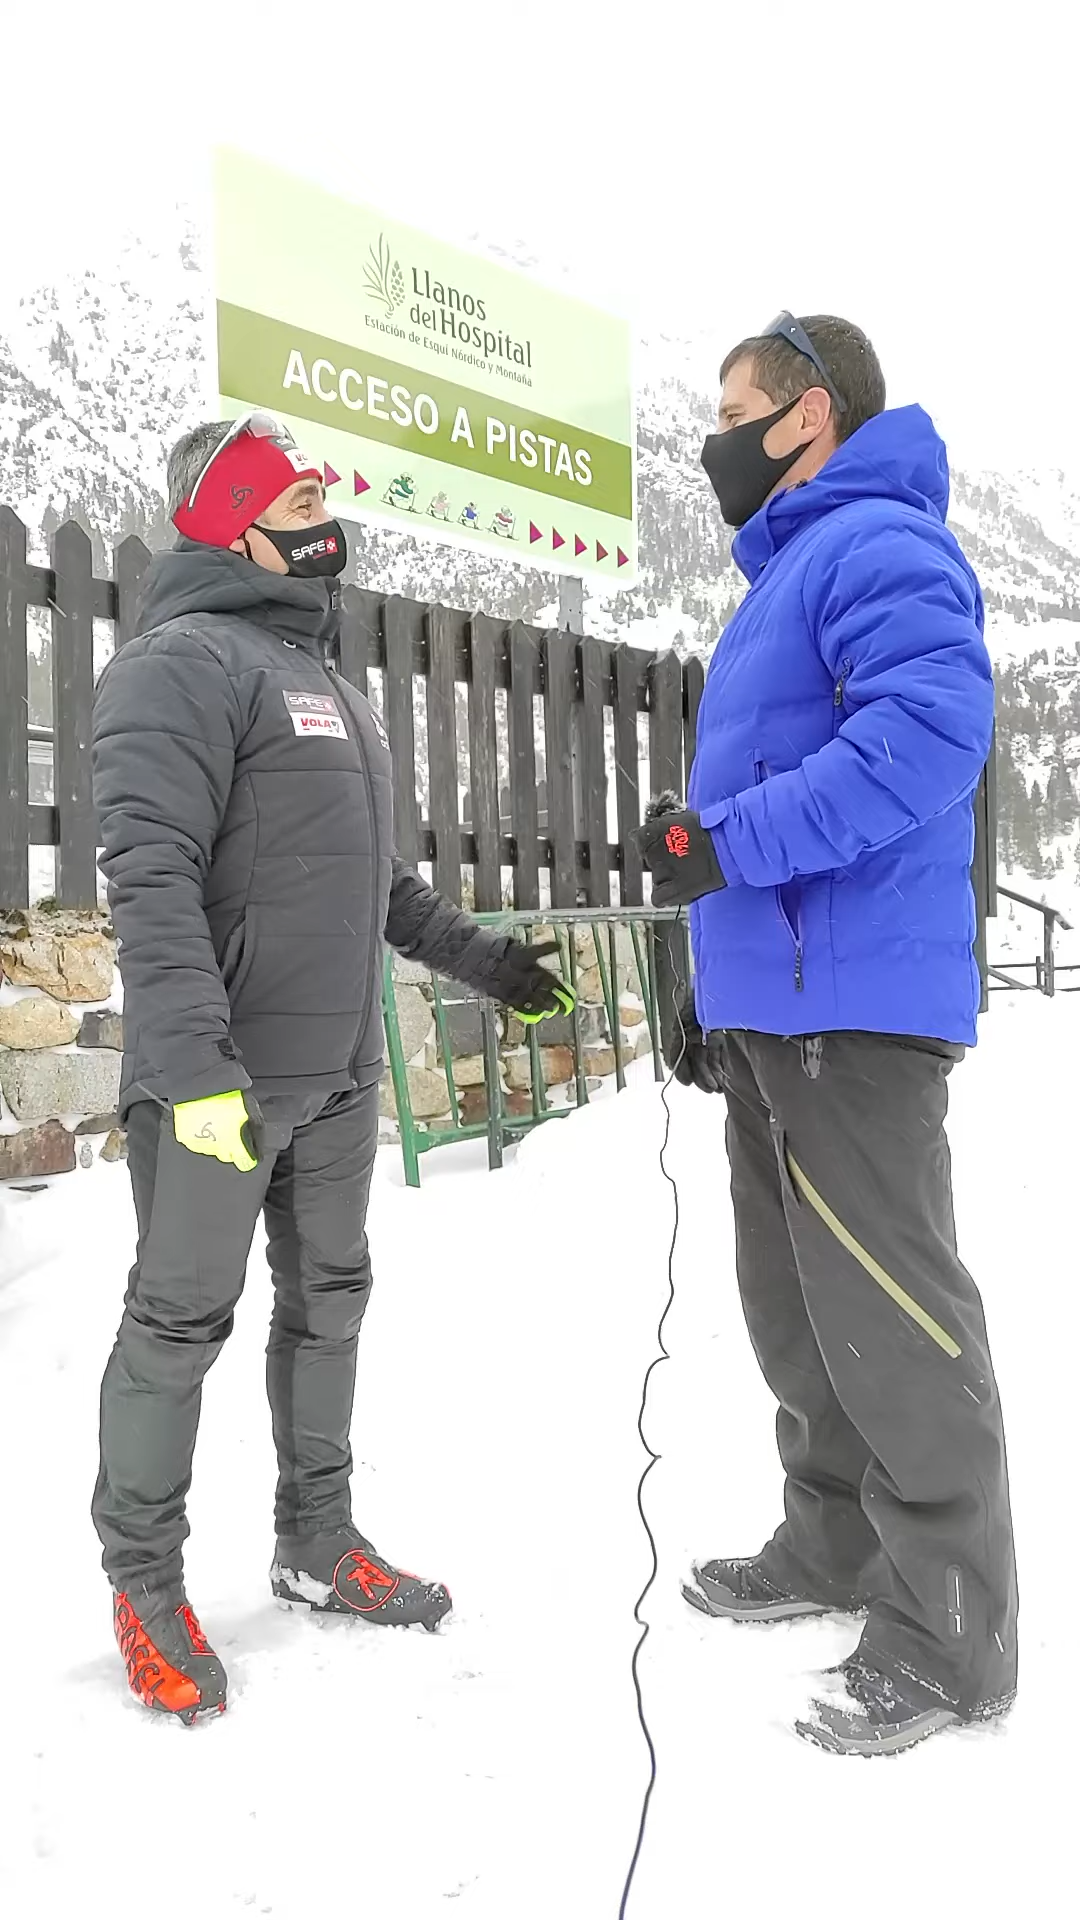 Llanos
del Hospital
Estación de Esquí Nórdico y Montaña
ACCESO A PISTAS
SAFE
SAFE
VOLA